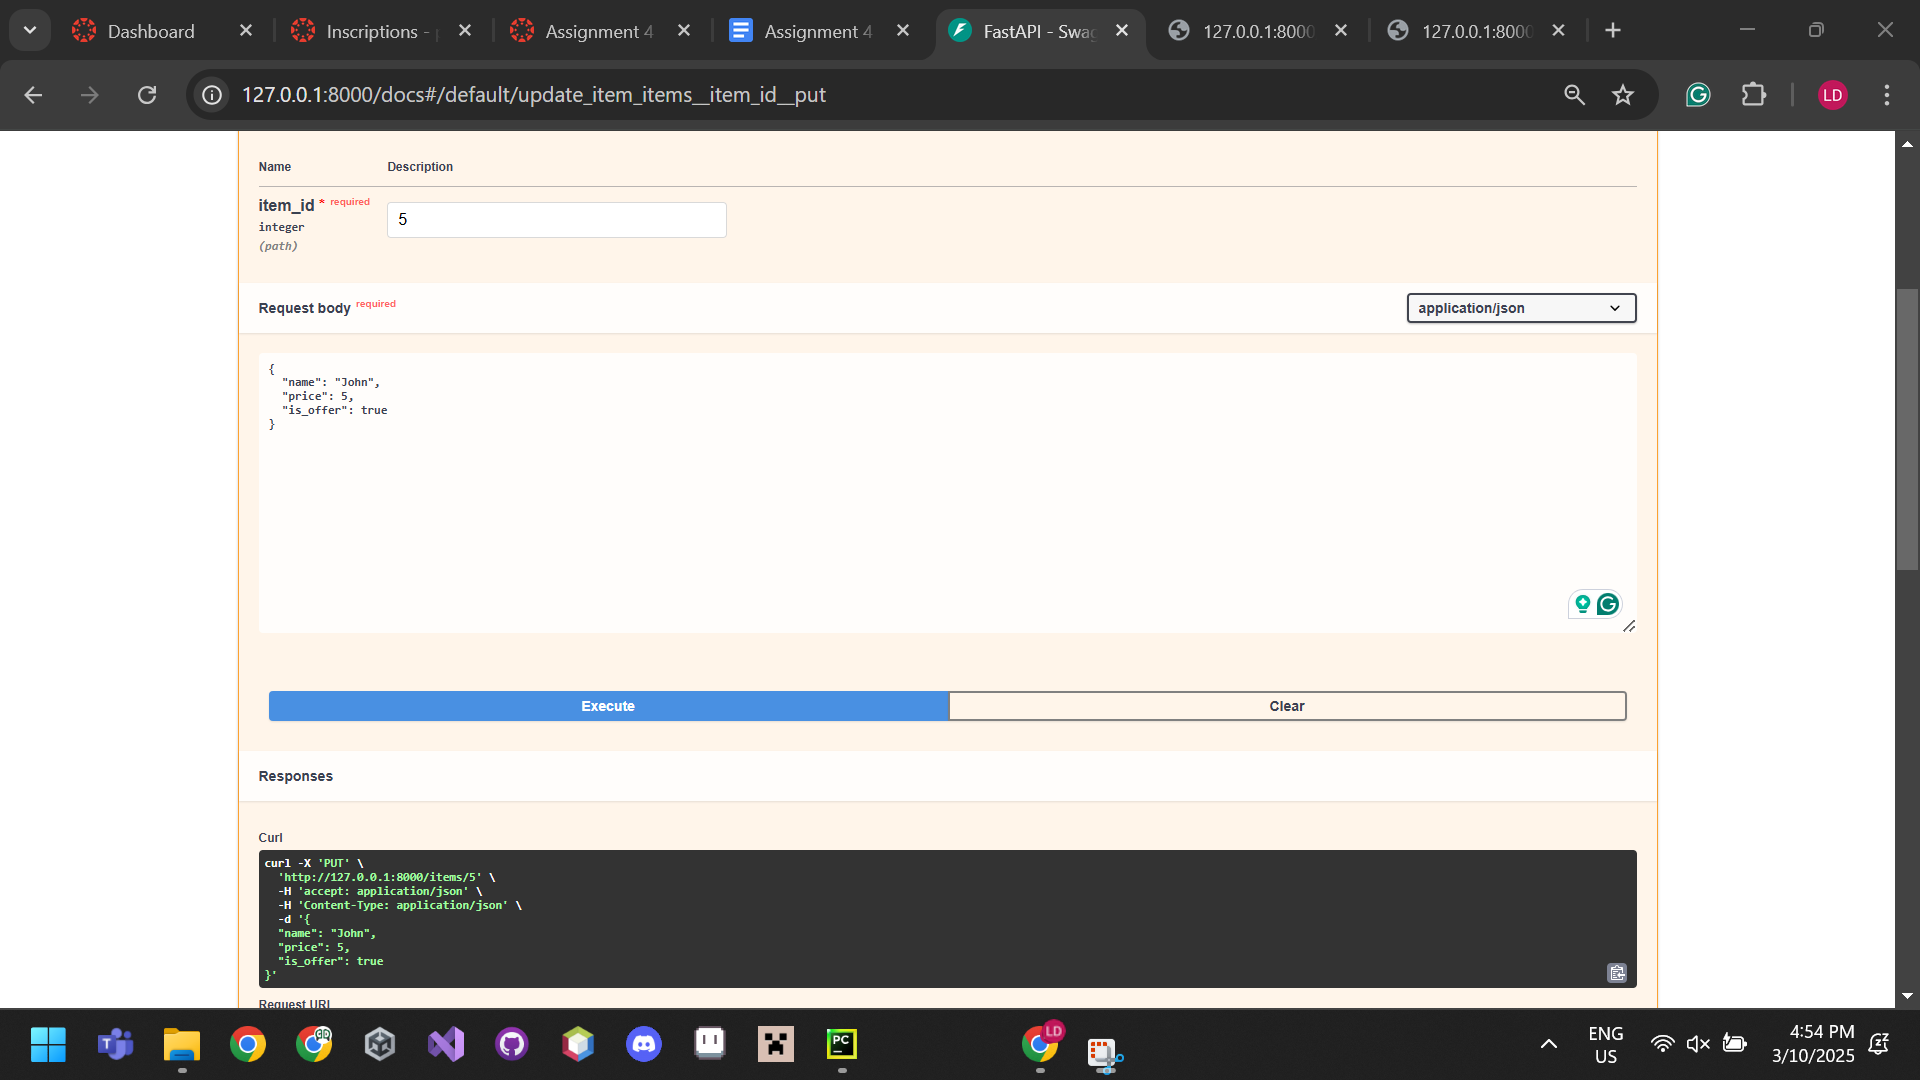 Dashboard
Inscriptions -
Assignment 4
Assignment 4
FastAPI - Swag
127.0.0.1:8000
127.0.0.1:8000
127.0.0.1:8000/docs#/default/update_item_items__item_id__put
LD
Name Description
item_id * required
integer
(path)
5
Request body required
application/json
{
"name": "John",
"price": 5,
"is_offer": true
}
Execute
Clear
Responses
Curl
curl -X 'PUT' \
'http://127.0.0.1:8000/items/5' \
-H 'accept: application/json' \
-H 'Content-Type: application/json' \
-d '{
"name": "John",
"price": 5,
"is_offer": true
}'
Request URL
LD
PC
ENG
US
4:54 PM
3/10/2025